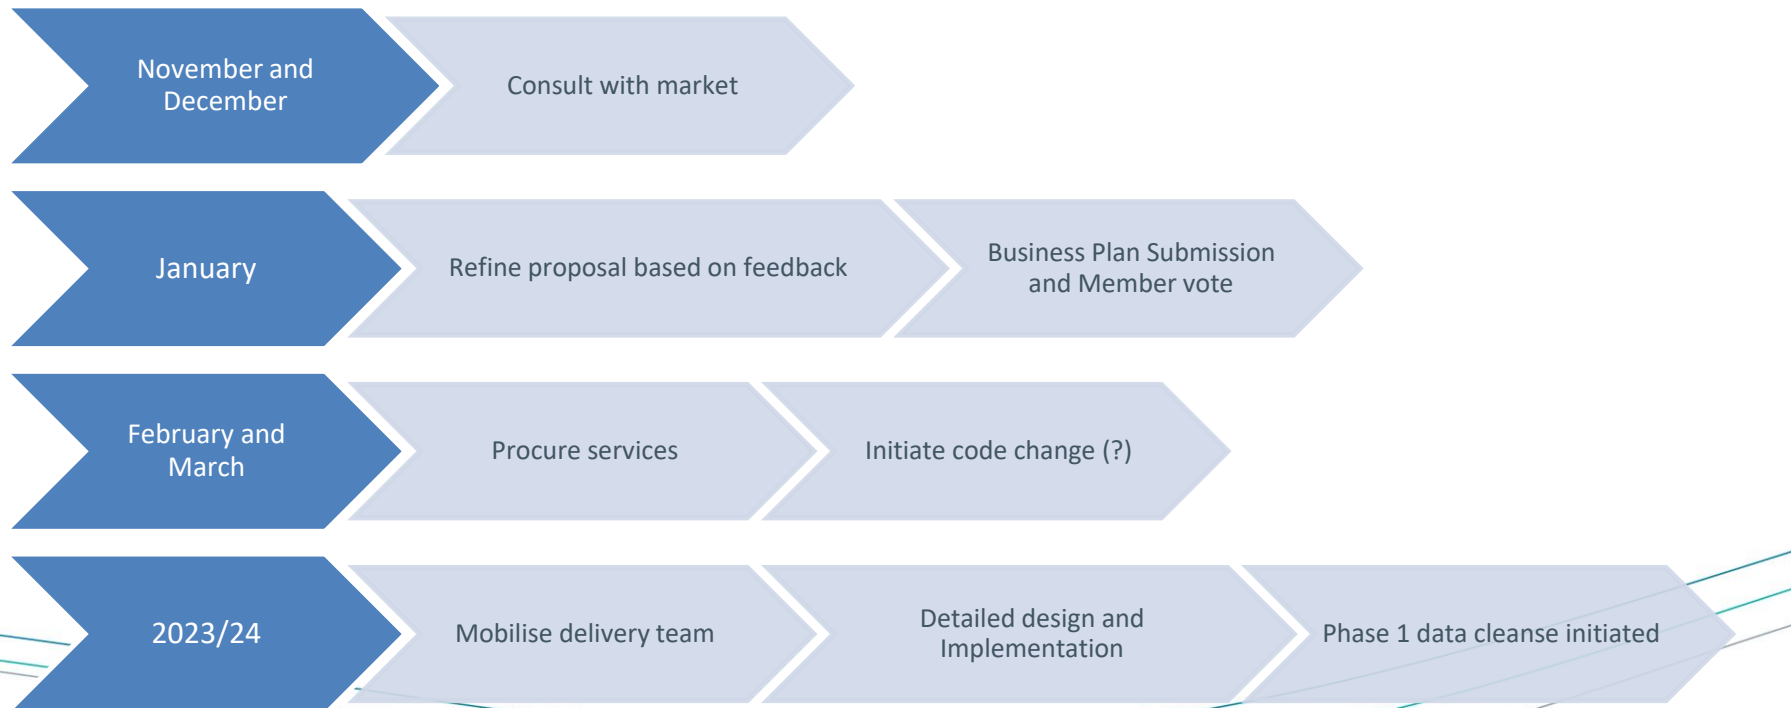 November and
December
Consult with market
January
Refine proposal based on feedback
Business Plan Submission
and Member vote
February and
March
Procure services
Initiate code change (?)
2023/24
Mobilise delivery team
Detailed design and
Implementation
Phase 1 data cleanse initiated